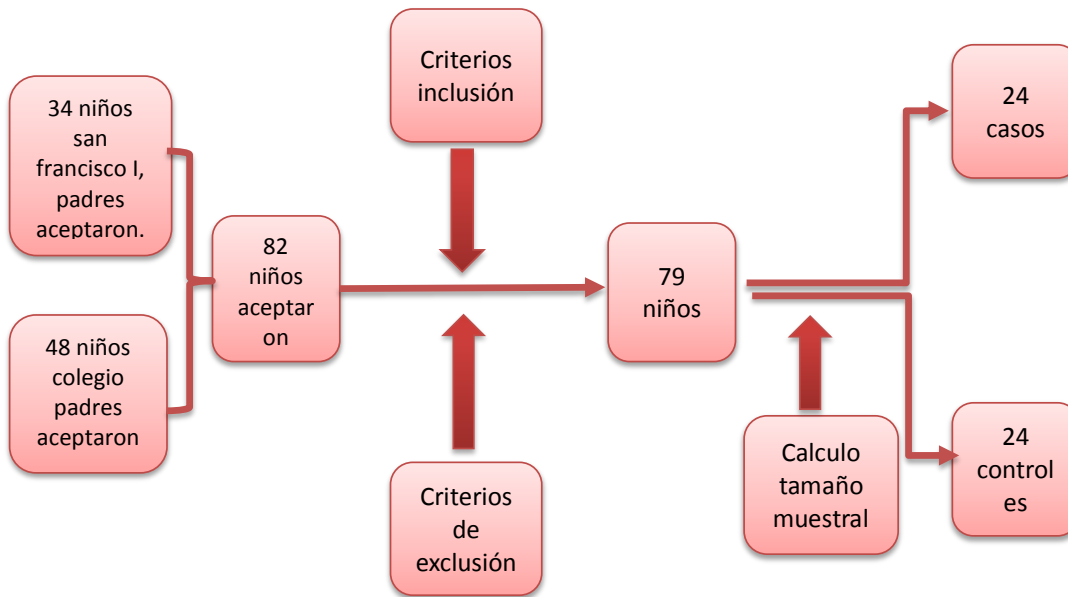 34 niños
san
francisco I,
padres
aceptaron.
48 niños
colegio
padres
aceptaron
82
niños
aceptar
on
Criterios
inclusión
Criterios
de
exclusión
79
niños
Calculo
tamaño
muestral
24
casos
24
control
es